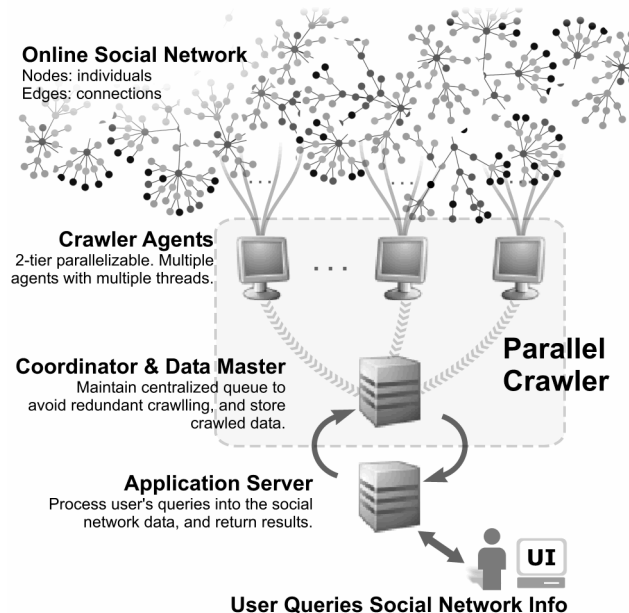 Online Social Network
Nodes: individuals
Edges: connections
. . .
. . .
Crawler Agents
2-tier parallelizable. Multiple
agents with multiple threads.
. . .
Parallel
Crawler
Coordinator & Data Master
Maintain centralized queue to
avoid redundant crawlling, and store
crawled data.
Application Server
Process user's queries into the social
network data, and return results.
UI
User Queries Social Network Info